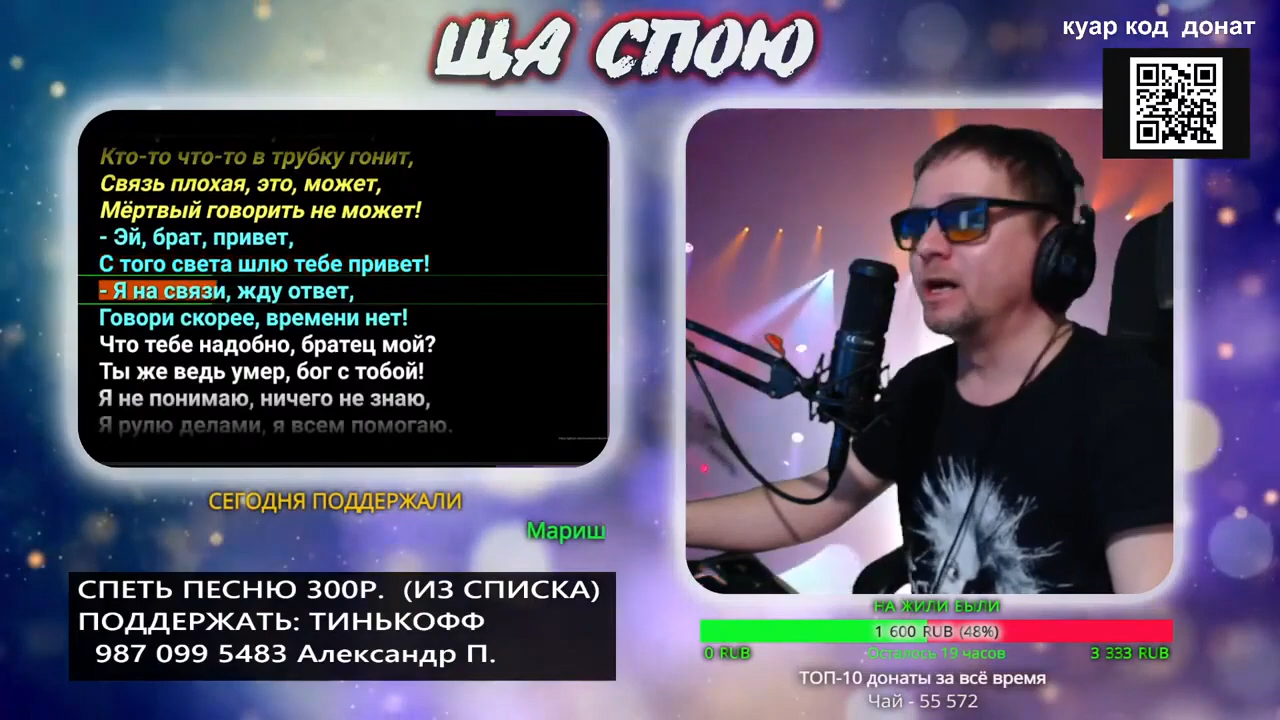 ЩА СПОЮ
куар код донат
Кто-то что-то в трубку гонит,
Связь плохая, это, может,
Мёртвый говорить не может!
- Эй, брат, привет,
С того света шлю тебе привет!
- Я на связи, жду ответ,
Говори скорее, времени нет!
Что тебе надобно, братец мой?
Ты же ведь умер, бог с тобой!
Я не понимаю, ничего не знаю,
Я рулю делами, я всем помогаю.
СЕГОДНЯ ПОДДЕРЖАЛИ
Мариш
СПЕТЬ ПЕСНЮ 300Р. (ИЗ СПИСКА)
ПОДДЕРЖАТЬ: ТИНЬКОФФ
987 099 5483 Александр П.
НА ЖИЛИ БЫЛИ
1 600 RUB (48%)
0 RUB
Осталось 19 часов
3 333 RUB
ТОП-10 донаты за всё время
Чай - 55 572